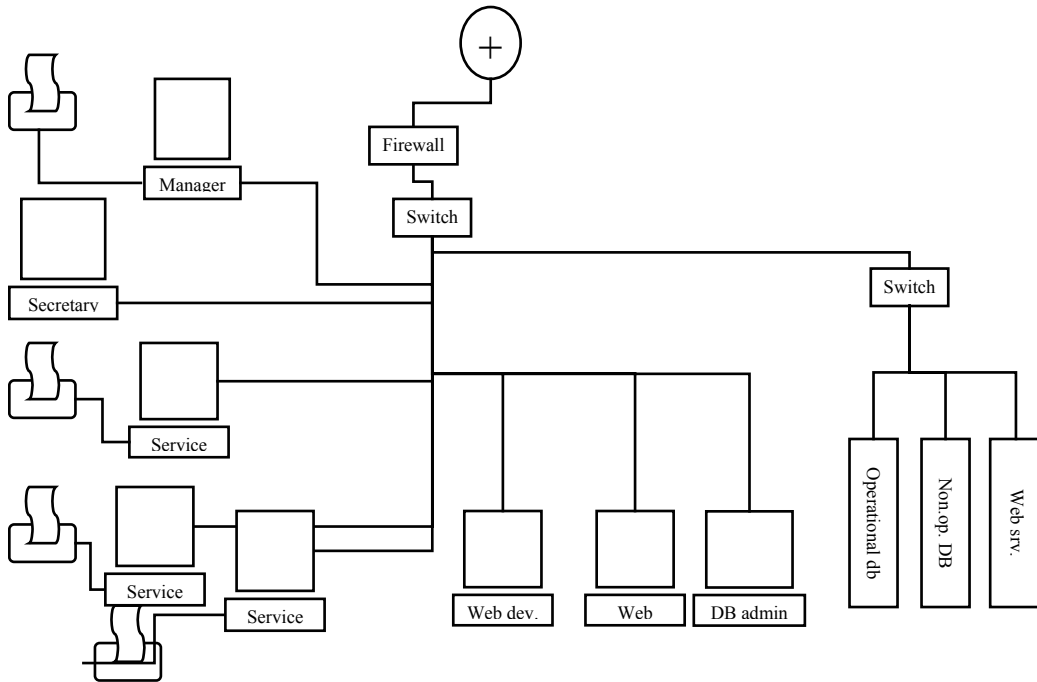 Firewall
Manager
Switch
Secretary
Switch
Service
Operational db
Non.op. DB
Web srv.
Service
Service
Web dev.
Web
DB admin